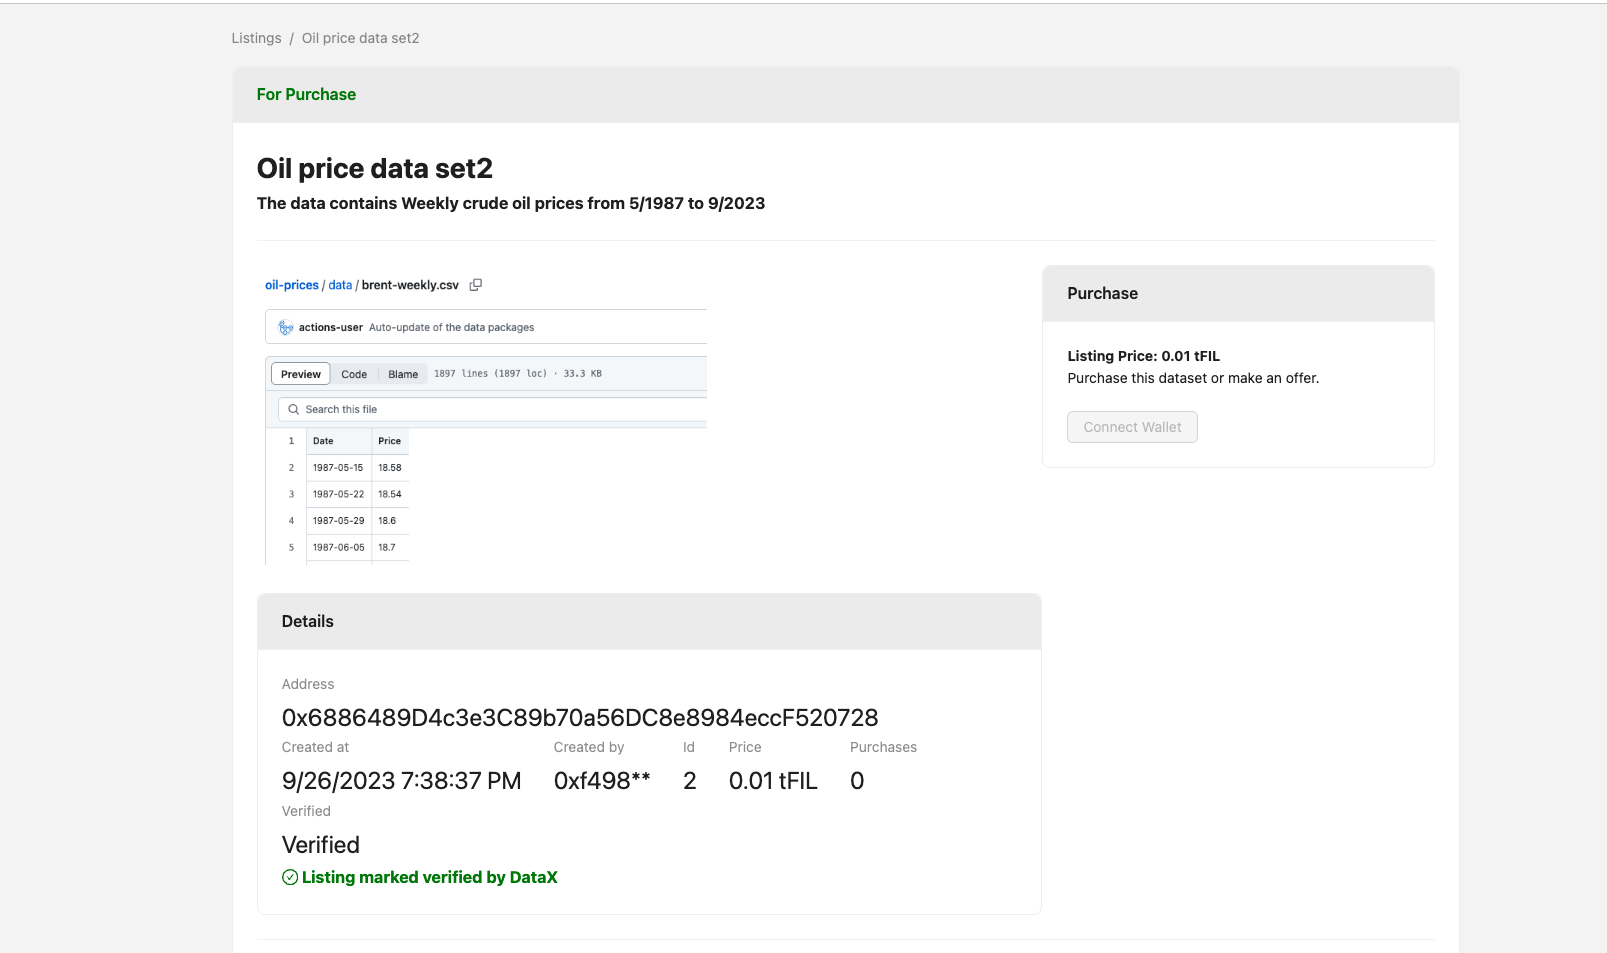 Listings / Oil price data set2
For Purchase
Oil price data set2
The data contains Weekly crude oil prices from 5/1987 to 9/2023
oil-prices / data / brent-weekly.csv
actions-user Auto-update of the data packages
Preview Code Blame 1897 lines (1897 loc) · 33.3 KB
Search this file
1 Date Price
2 1987-05-15 18.58
3 1987-05-22 18.54
4 1987-05-29 18.6
5 1987-06-05 18.7
Purchase
Listing Price: 0.01 tFIL
Purchase this dataset or make an offer.
Connect Wallet
Details
Address
0x6886489D4c3e3C89b70a56DC8e8984eccF520728
Created at Created by Id Price Purchases
9/26/2023 7:38:37 PM 0xf498** 2 0.01 tFIL 0
Verified
Verified
Listing marked verified by DataX